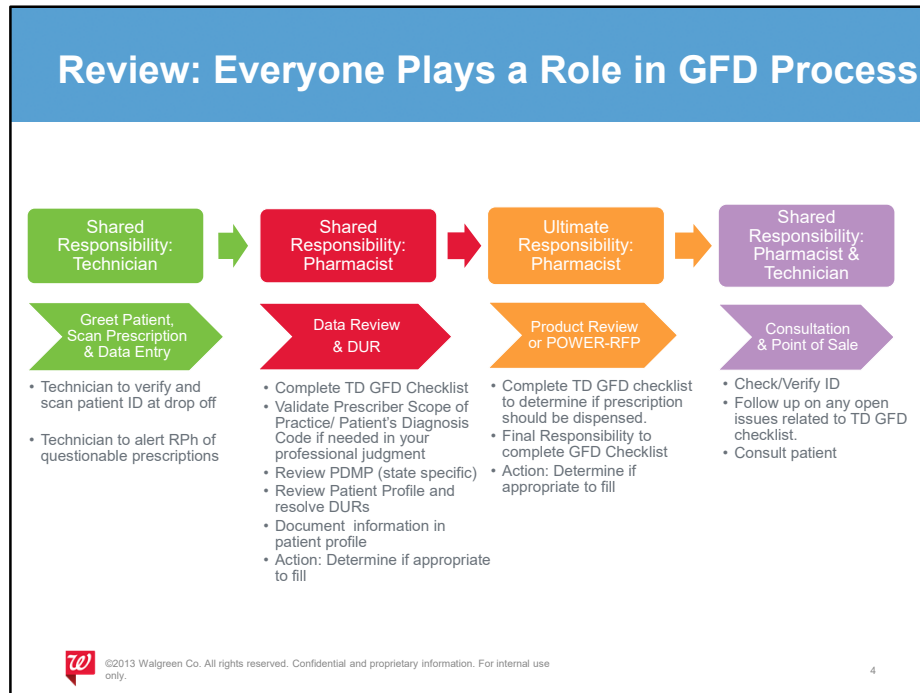 Review: Everyone Plays a Role in GFD Process
Shared
Responsibility:
Technician
Shared
Responsibility:
Pharmacist
Ultimate
Responsibility:
Pharmacist
Shared
Responsibility:
Pharmacist &
Technician
Greet Patient,
Scan Prescription
& Data Entry
Data Review
& DUR
Product Review
or POWER-RFP
Consultation
& Point of Sale
• Technician to verify and
scan patient ID at drop off
• Technician to alert RPh of
questionable prescriptions
• Complete TD GFD Checklist
• Validate Prescriber Scope of
Practice/ Patient's Diagnosis
Code if needed in your
professional judgment
• Review PDMP (state specific)
• Review Patient Profile and
resolve DURs
• Document information in
patient profile
• Action: Determine if appropriate
to fill
• Complete TD GFD checklist
to determine if prescription
should be dispensed.
• Final Responsibility to
complete GFD Checklist
• Action: Determine if
appropriate to fill
• Check/Verify ID
• Follow up on any open
issues related to TD GFD
checklist.
• Consult patient
W
©2013 Walgreen Co. All rights reserved. Confidential and proprietary information. For internal use
only.
4